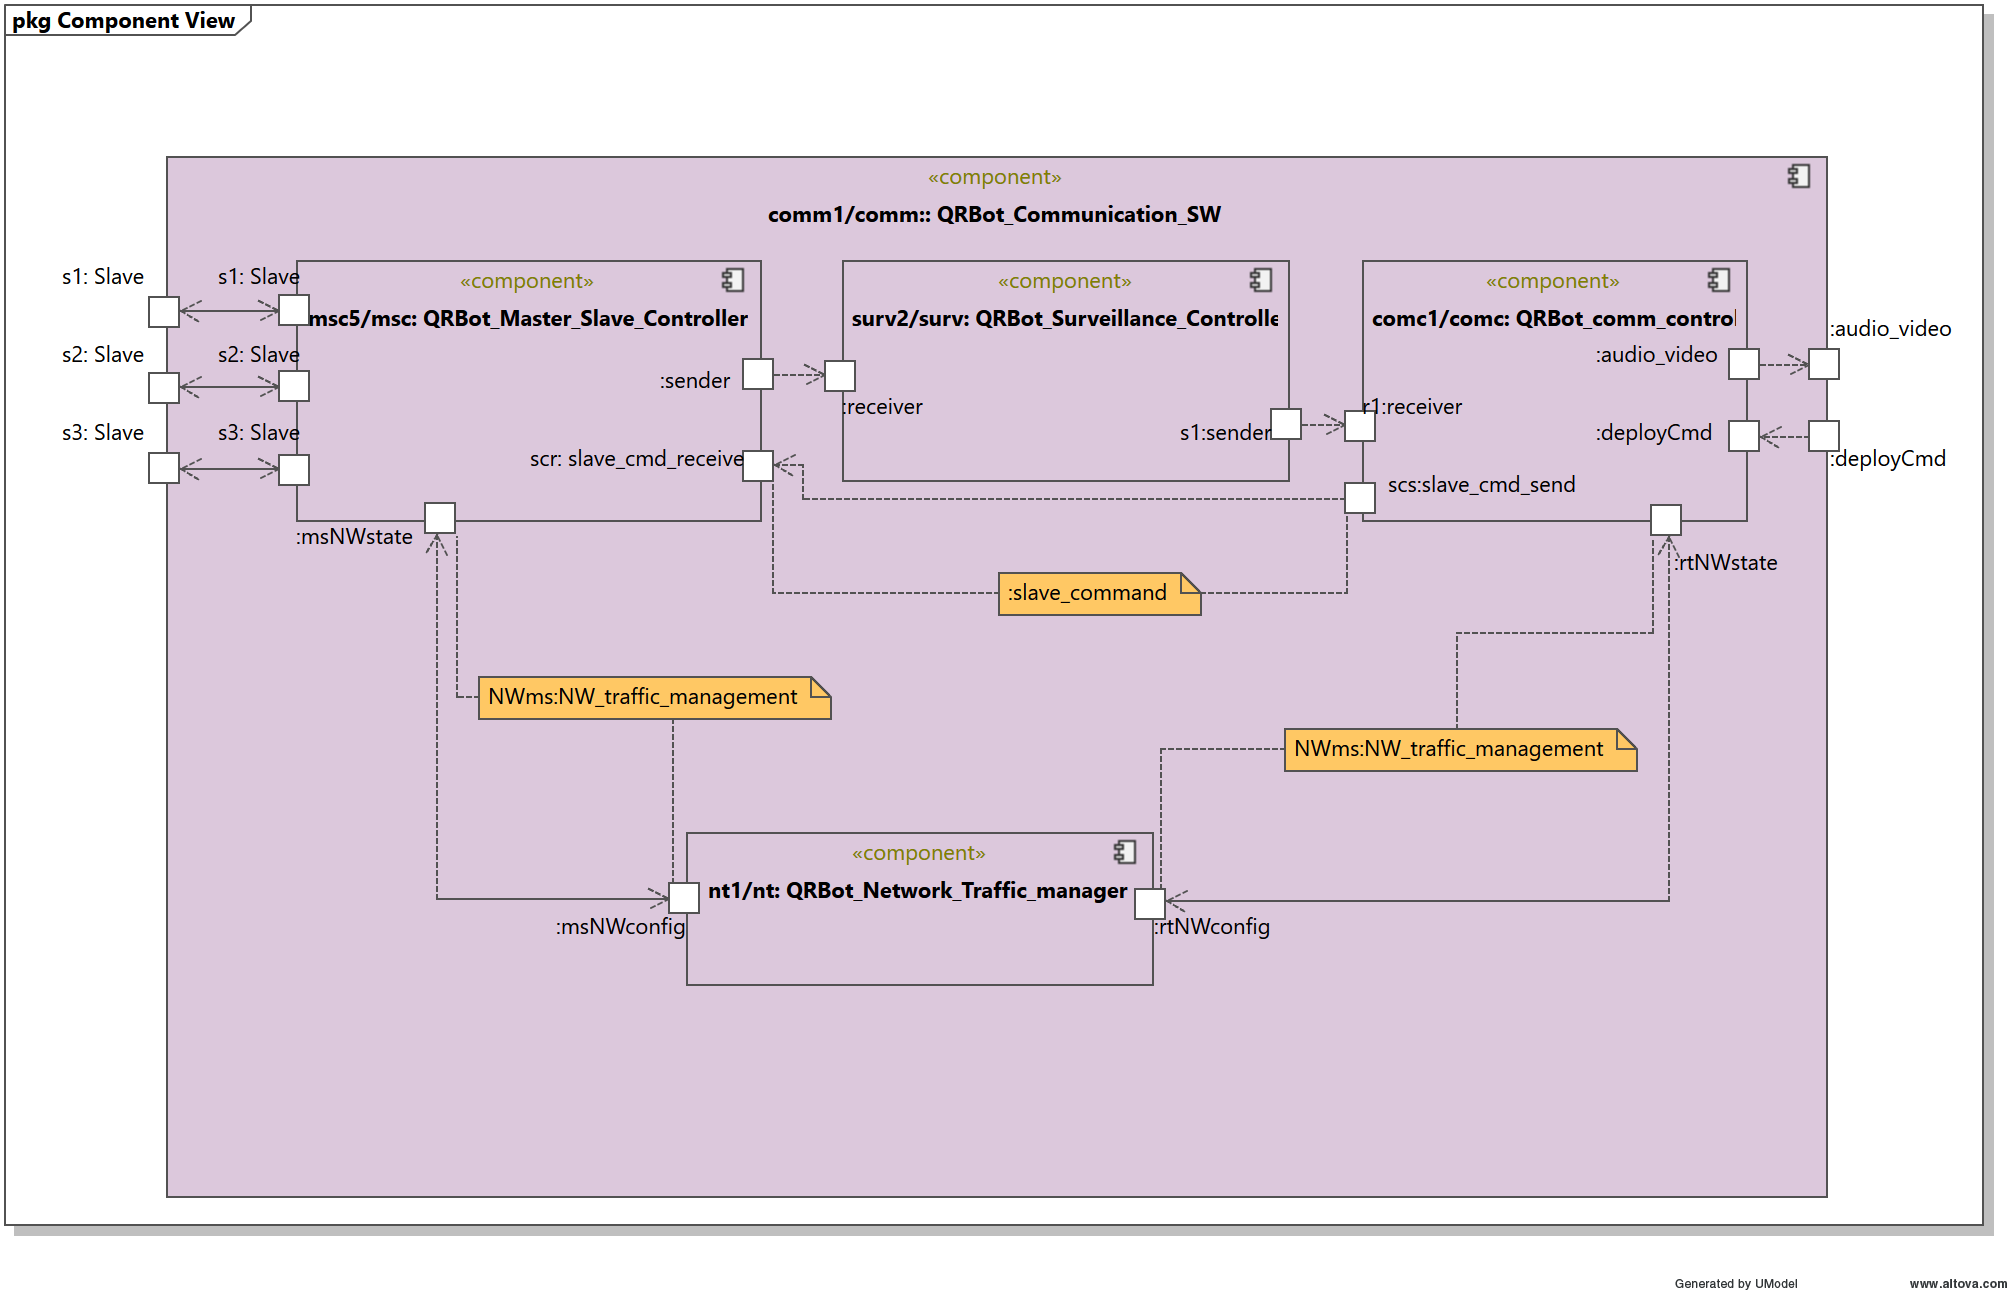 pkg Component View
«component»
comm1/comm:: QRBot_Communication_SW
s1: Slave
s1: Slave
s2: Slave
s2: Slave
s3: Slave
s3: Slave
«component»
msc5/msc: QRBot_Master_Slave_Controller
:sender
scr: slave_cmd_receive
:msNWstate
«component»
surv2/surv: QRBot_Surveillance_Controlle
:receiver
s1:sender
«component»
comc1/comc: QRBot_comm_control
:audio_video
:audio_video
r1:receiver
:deployCmd
:deployCmd
scs:slave_cmd_send
:rtNWstate
:slave_command
NWms:NW_traffic_management
NWms:NW_traffic_management
«component»
nt1/nt: QRBot_Network_Traffic_manager
:msNWconfig
:rtNWconfig
Generated by UModel
www.altova.com